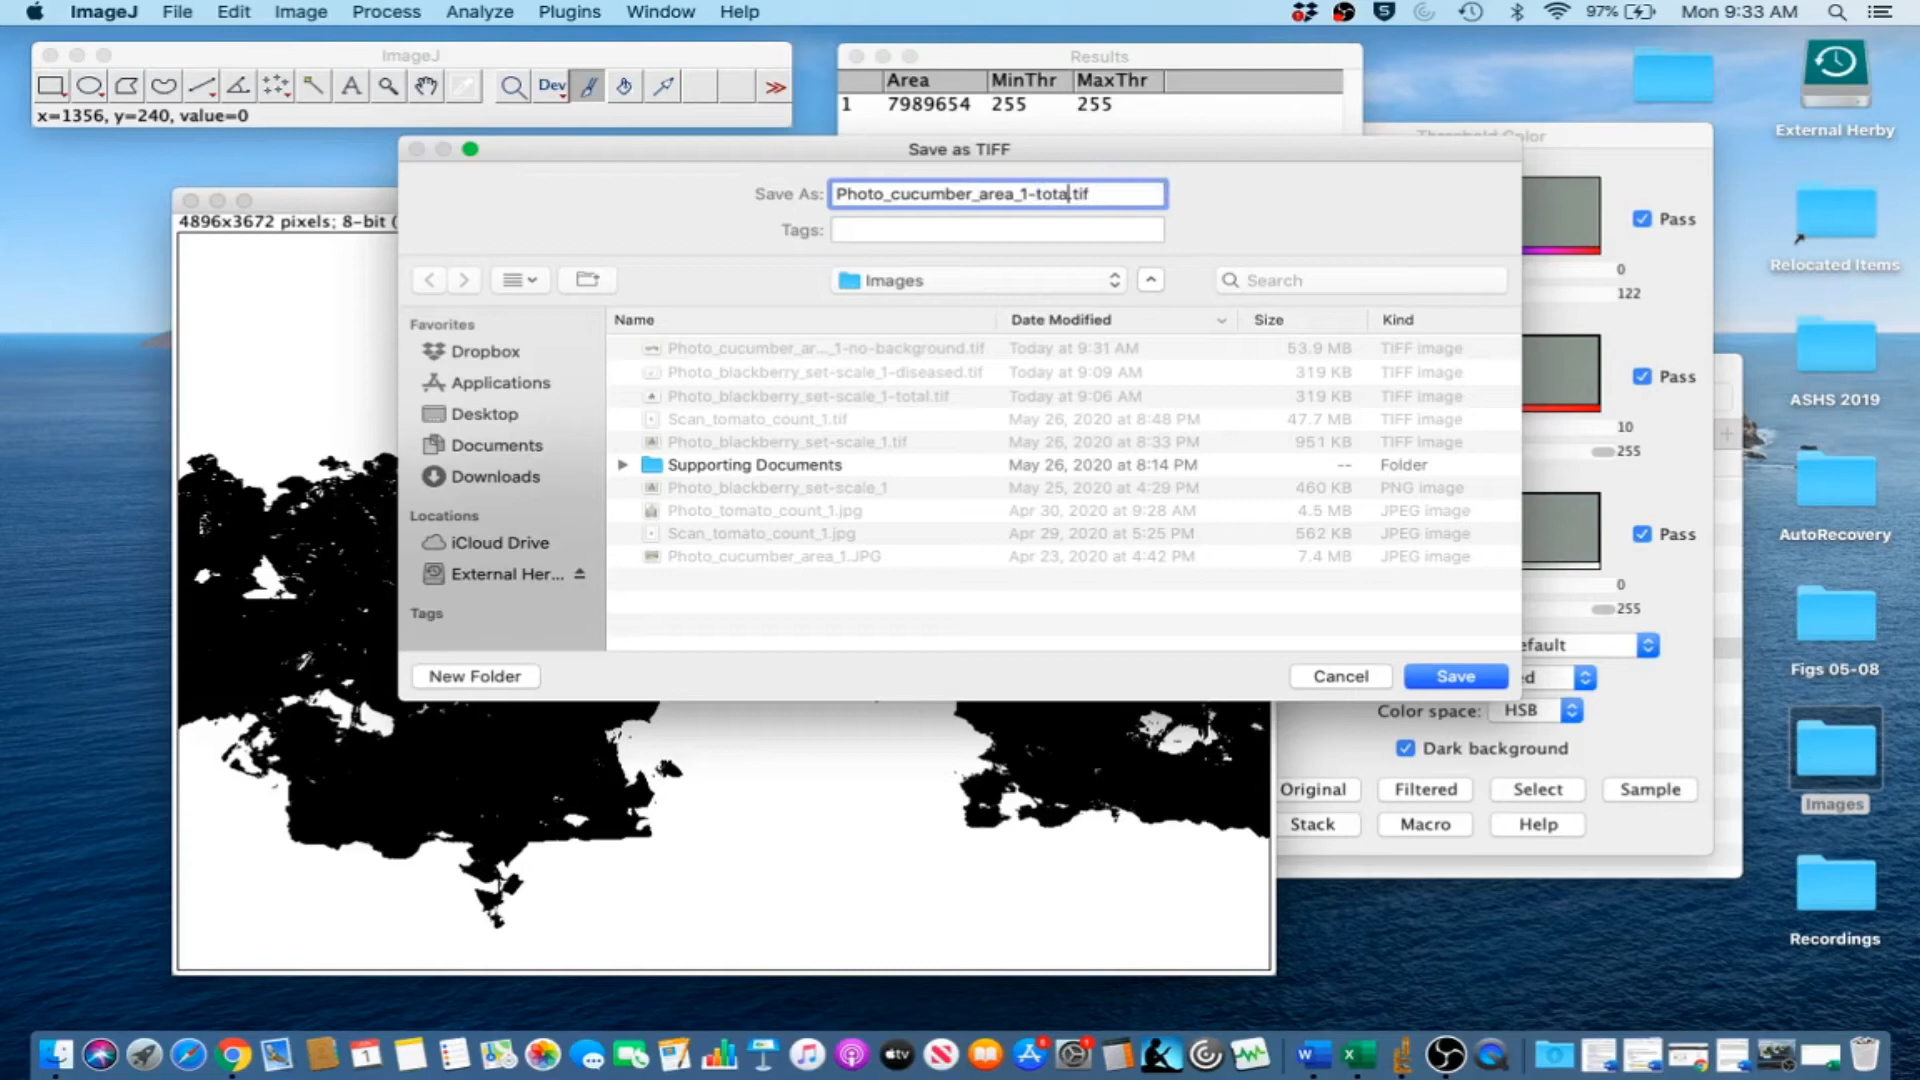 ImageJ File Edit Image Process Analyze Plugins Window Help 97% Mon 9:33 AM
ImageJ
Dev
x=1356, y=240, value=0
Results
Area MinThr MaxThr
1 7989654 255 255
Threshold Color
4896x3672 pixels; 8-bit (
Save as TIFF
Save As: Photo_cucumber_area_1-tota.tif
Tags:
Images
Search
Favorites
Dropbox
Applications
Desktop
Documents
Downloads
Locations
iCloud Drive
External Her...
Tags
Name Date Modified Size Kind
Photo_cucumber_ar..._1-no-background.tif Today at 9:31 AM 53.9 MB TIFF image
Photo_blackberry_set-scale_1-diseased.tif Today at 9:09 AM 319 KB TIFF image
Photo_blackberry_set-scale_1-total.tif Today at 9:06 AM 319 KB TIFF image
Scan_tomato_count_1.tif May 26, 2020 at 8:48 PM 47.7 MB TIFF image
Photo_blackberry_set-scale_1.tif May 26, 2020 at 8:33 PM 951 KB TIFF image
Supporting Documents May 26, 2020 at 8:14 PM -- Folder
Photo_blackberry_set-scale_1 May 25, 2020 at 4:29 PM 460 KB PNG image
Photo_tomato_count_1.jpg Apr 30, 2020 at 9:28 AM 4.5 MB JPEG image
Scan_tomato_count_1.jpg Apr 29, 2020 at 5:25 PM 562 KB JPEG image
Photo_cucumber_area_1.JPG Apr 23, 2020 at 4:42 PM 7.4 MB JPEG image
New Folder Cancel Save
Pass
0
122
Pass
10
255
Pass
0
255
efault
ed
Color space: HSB
Dark background
Original Filtered Select Sample
Stack Macro Help
External Herby
Relocated Items
ASHS 2019
AutoRecovery
Figs 05-08
Images
Recordings